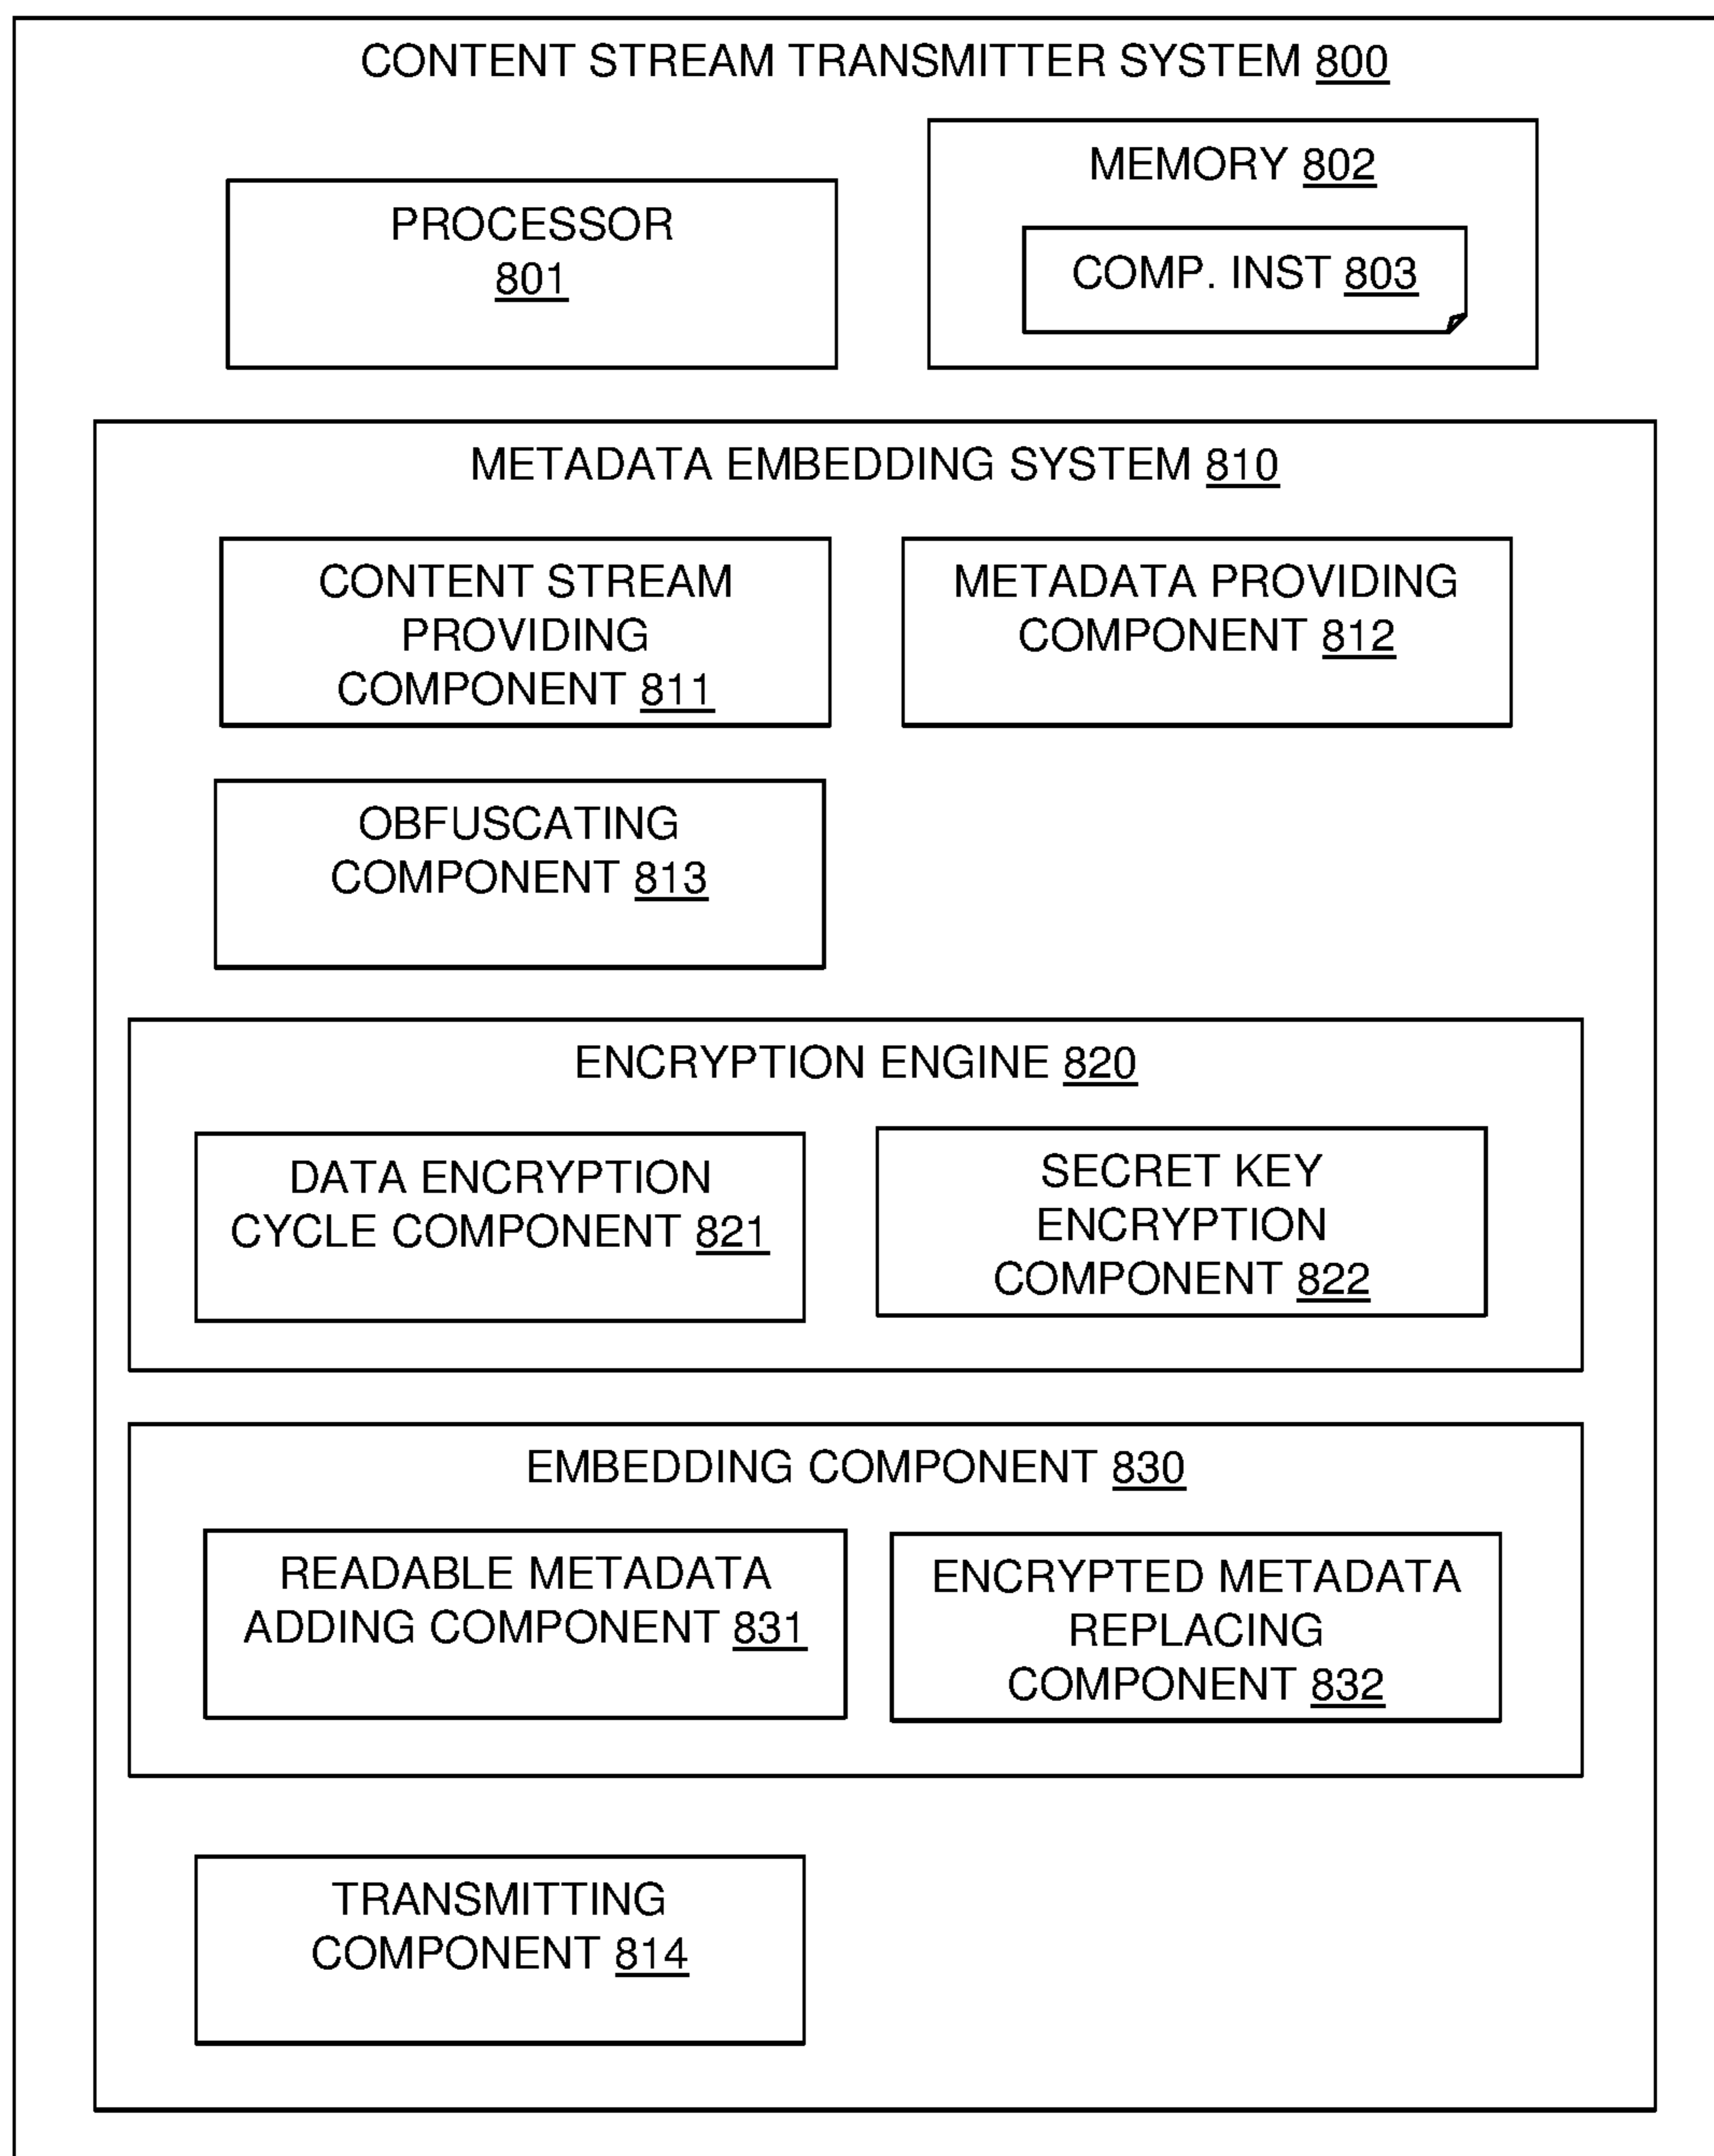 CONTENT STREAM TRANSMITTER SYSTEM 800
PROCESSOR
801
MEMORY 802
COMP. INST 803
METADATA EMBEDDING SYSTEM 810
CONTENT STREAM
PROVIDING
COMPONENT 811
METADATA PROVIDING
COMPONENT 812
OBFUSCATING
COMPONENT 813
ENCRYPTION ENGINE 820
DATA ENCRYPTION
CYCLE COMPONENT 821
SECRET KEY
ENCRYPTION
COMPONENT 822
EMBEDDING COMPONENT 830
READABLE METADATA
ADDING COMPONENT 831
ENCRYPTED METADATA
REPLACING
COMPONENT 832
TRANSMITTING
COMPONENT 814